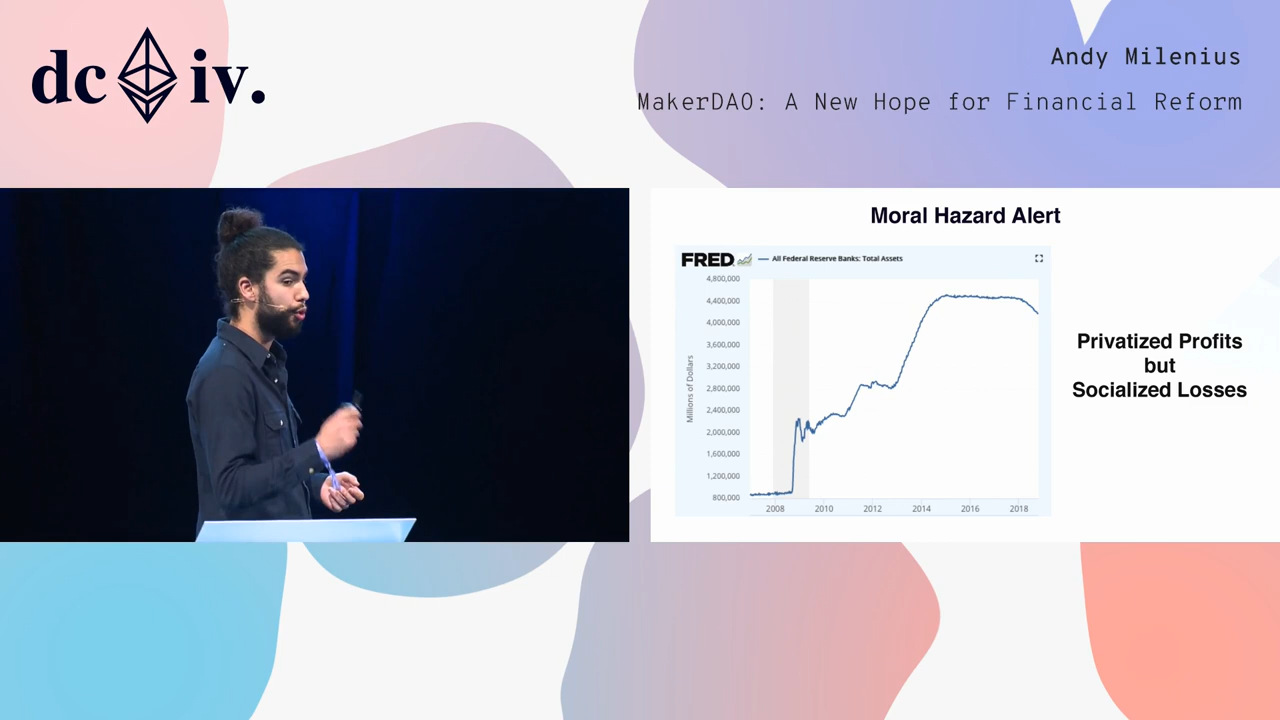 dc iv.
Andy Milenius
MakerDAO: A New Hope for Financial Reform
Moral Hazard Alert
FRED
All Federal Reserve Banks: Total Assets
4,800,000
4,400,000
4,000,000
3,600,000
3,200,000
2,800,000
2,400,000
2,000,000
1,600,000
1,200,000
800,000
Millions of Dollars
2008 2010 2012 2014 2016 2018
Privatized Profits
but
Socialized Losses